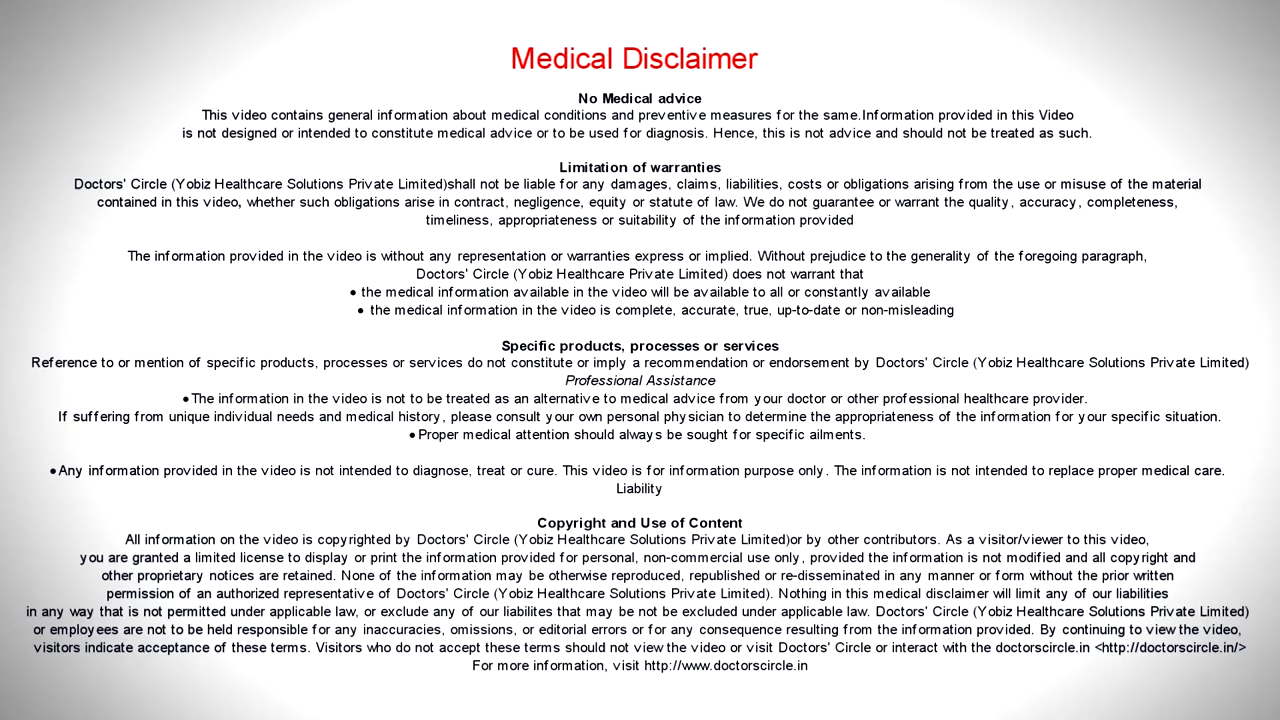 Medical Disclaimer
No Medical advice
This video contains general information about medical conditions and preventive measures for the same.Information provided in this Video
is not designed or intended to constitute medical advice or to be used for diagnosis. Hence, this is not advice and should not be treated as such.
Limitation of warranties
Doctors' Circle (Yobiz Healthcare Solutions Private Limited)shall not be liable for any damages, claims, liabilities, costs or obligations arising from the use or misuse of the material
contained in this video, whether such obligations arise in contract, negligence, equity or statute of law. We do not guarantee or warrant the quality, accuracy, completeness,
timeliness, appropriateness or suitability of the information provided
The information provided in the video is without any representation or warranties express or implied. Without prejudice to the generality of the foregoing paragraph,
Doctors' Circle (Yobiz Healthcare Private Limited) does not warrant that
• the medical information available in the video will be available to all or constantly available
• the medical information in the video is complete, accurate, true, up-to-date or non-misleading
Specific products, processes or services
Reference to or mention of specific products, processes or services do not constitute or imply a recommendation or endorsement by Doctors' Circle (Yobiz Healthcare Solutions Private Limited)
Professional Assistance
•The information in the video is not to be treated as an alternative to medical advice from your doctor or other professional healthcare provider.
If suffering from unique individual needs and medical history, please consult your own personal physician to determine the appropriateness of the information for your specific situation.
•Proper medical attention should always be sought for specific ailments.
•Any information provided in the video is not intended to diagnose, treat or cure. This video is for information purpose only. The information is not intended to replace proper medical care.
Liability
Copyright and Use of Content
All information on the video is copyrighted by Doctors' Circle (Yobiz Healthcare Solutions Private Limited)or by other contributors. As a visitor/viewer to this video,
you are granted a limited license to display or print the information provided for personal, non-commercial use only, provided the information is not modified and all copyright and
other proprietary notices are retained. None of the information may be otherwise reproduced, republished or re-disseminated in any manner or form without the prior written
permission of an authorized representative of Doctors' Circle (Yobiz Healthcare Solutions Private Limited). Nothing in this medical disclaimer will limit any of our liabilities
in any way that is not permitted under applicable law, or exclude any of our liabilites that may be not be excluded under applicable law. Doctors' Circle (Yobiz Healthcare Solutions Private Limited)
or employees are not to be held responsible for any inaccuracies, omissions, or editorial errors or for any consequence resulting from the information provided. By continuing to view the video,
visitors indicate acceptance of these terms. Visitors who do not accept these terms should not view the video or visit Doctors' Circle or interact with the doctorscircle.in <http://doctorscircle.in/>
For more information, visit http://www.doctorscircle.in